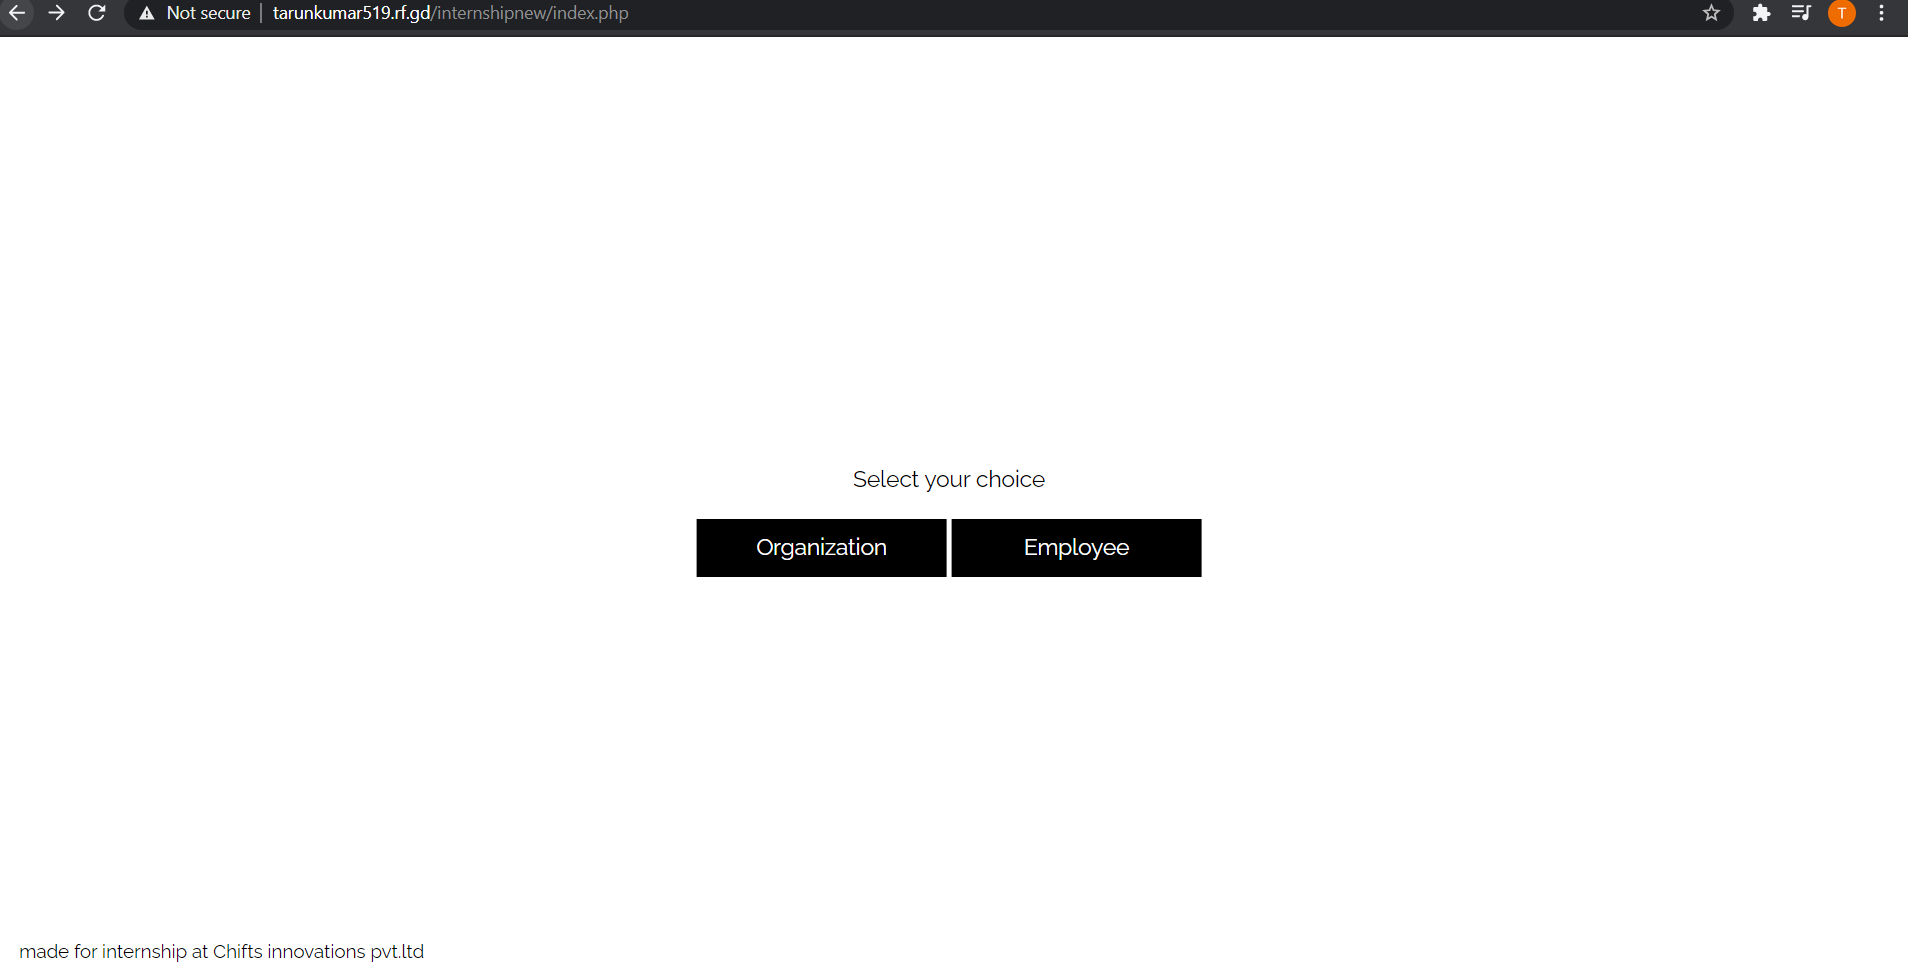 Not secure | tarunkumar519.rf.gd/internshipnew/index.php
T
Select your choice
Organization Employee
made for internship at Chifts innovations pvt.ltd